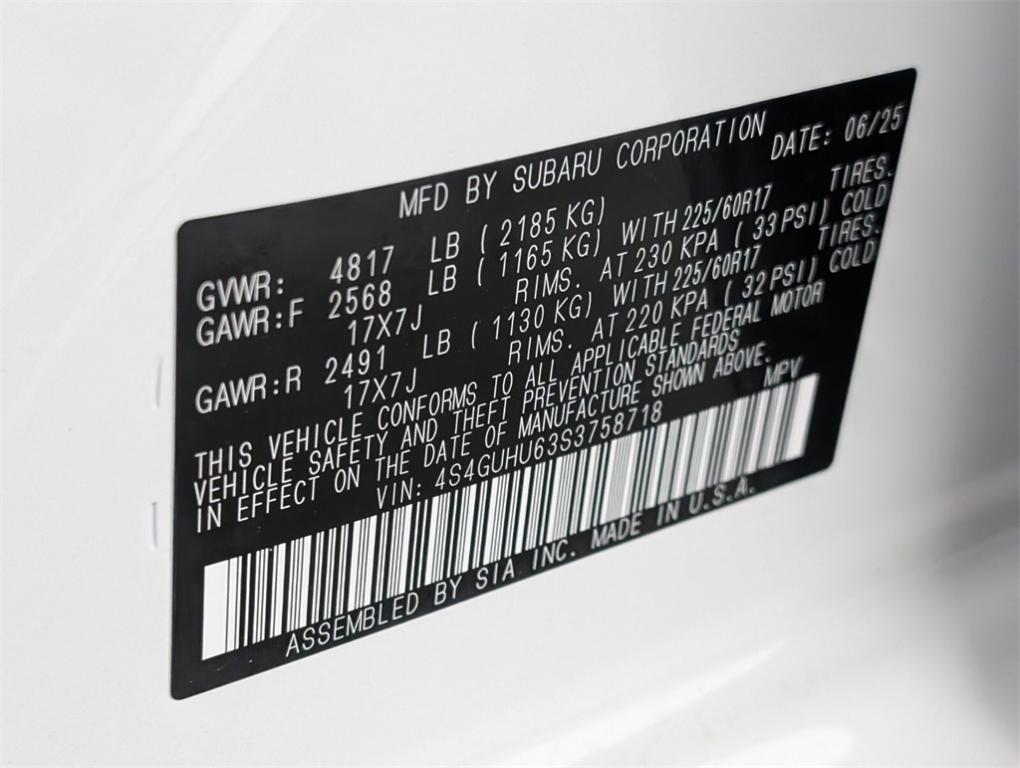 MFD BY SUBARU CORPORATION DATE: 06/25
GVWR: 4817 LB ( 2185 KG)
GAWR:F 2568 LB ( 1165 KG) WITH 225/60R17 TIRES.
17X7J RIMS. AT 230 KPA ( 33 PSI) COLD
GAWR:R 2491 LB ( 1130 KG) WITH 225/60R17 TIRES.
17X7J RIMS. AT 220 KPA ( 32 PSI) COLD
THIS VEHICLE CONFORMS TO ALL APPLICABLE FEDERAL MOTOR
VEHICLE SAFETY AND THEFT PREVENTION STANDARDS
IN EFFECT ON THE DATE OF MANUFACTURE SHOWN ABOVE.
VIN: 4S4GUHU63S3758718 MPV
ASSEMBLED BY SIA INC. MADE IN U.S.A.